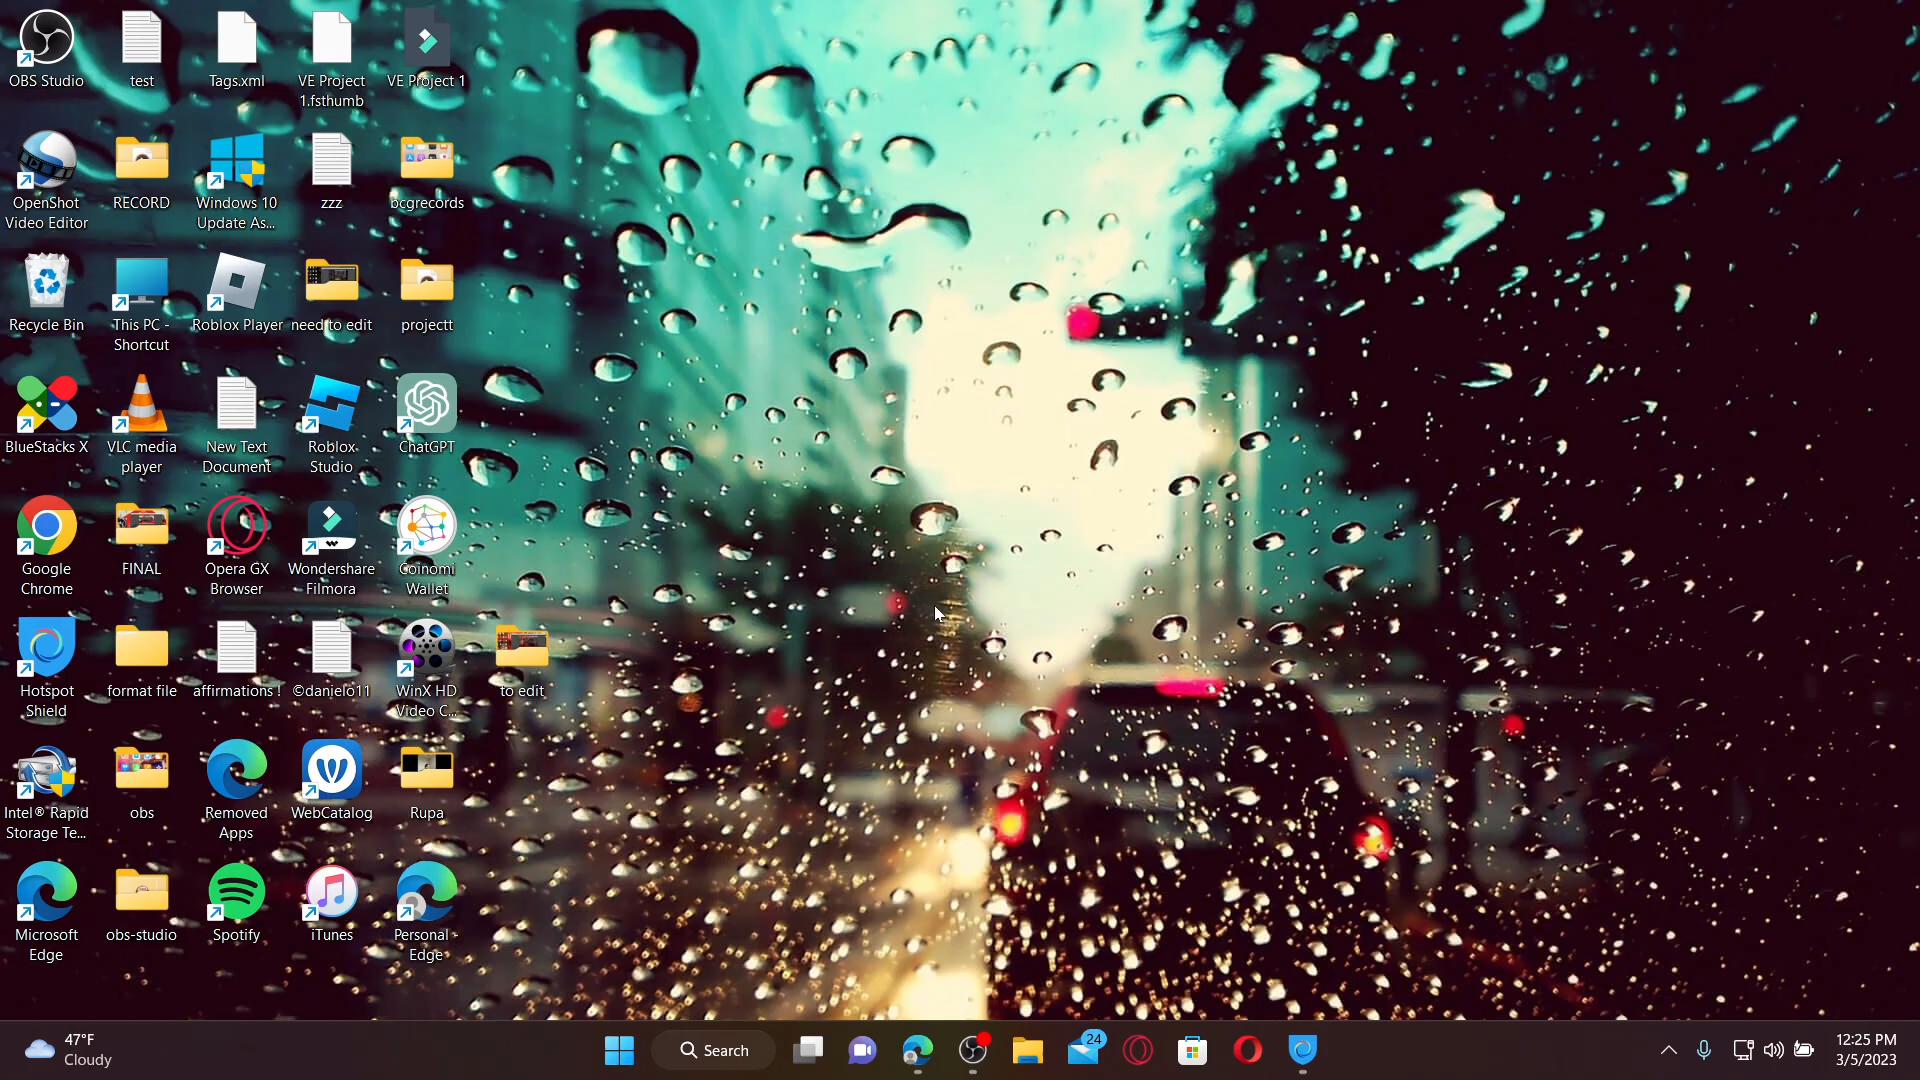 OBS Studio
test
Tags.xml
VE Project
1.fsthumb
VE Project 1
OpenShot
Video Editor
RECORD
Windows 10
Update As...
zzz
bcgrecords
Recycle Bin
This PC -
Shortcut
Roblox Player
need to edit
projectt
BlueStacks X
VLC media
player
New Text
Document
Roblox
Studio
ChatGPT
Google
Chrome
FINAL
Opera GX
Browser
Wondershare
Filmora
Coinomi
Wallet
Hotspot
Shield
format file
affirmations !
©danielo11
WinX HD
Video C...
to edit
Intel® Rapid
Storage Te...
obs
Removed
Apps
WebCatalog
Rupa
Microsoft
Edge
obs-studio
Spotify
iTunes
Personal -
Edge
47°F
Cloudy
Search
24
12:25 PM
3/5/2023